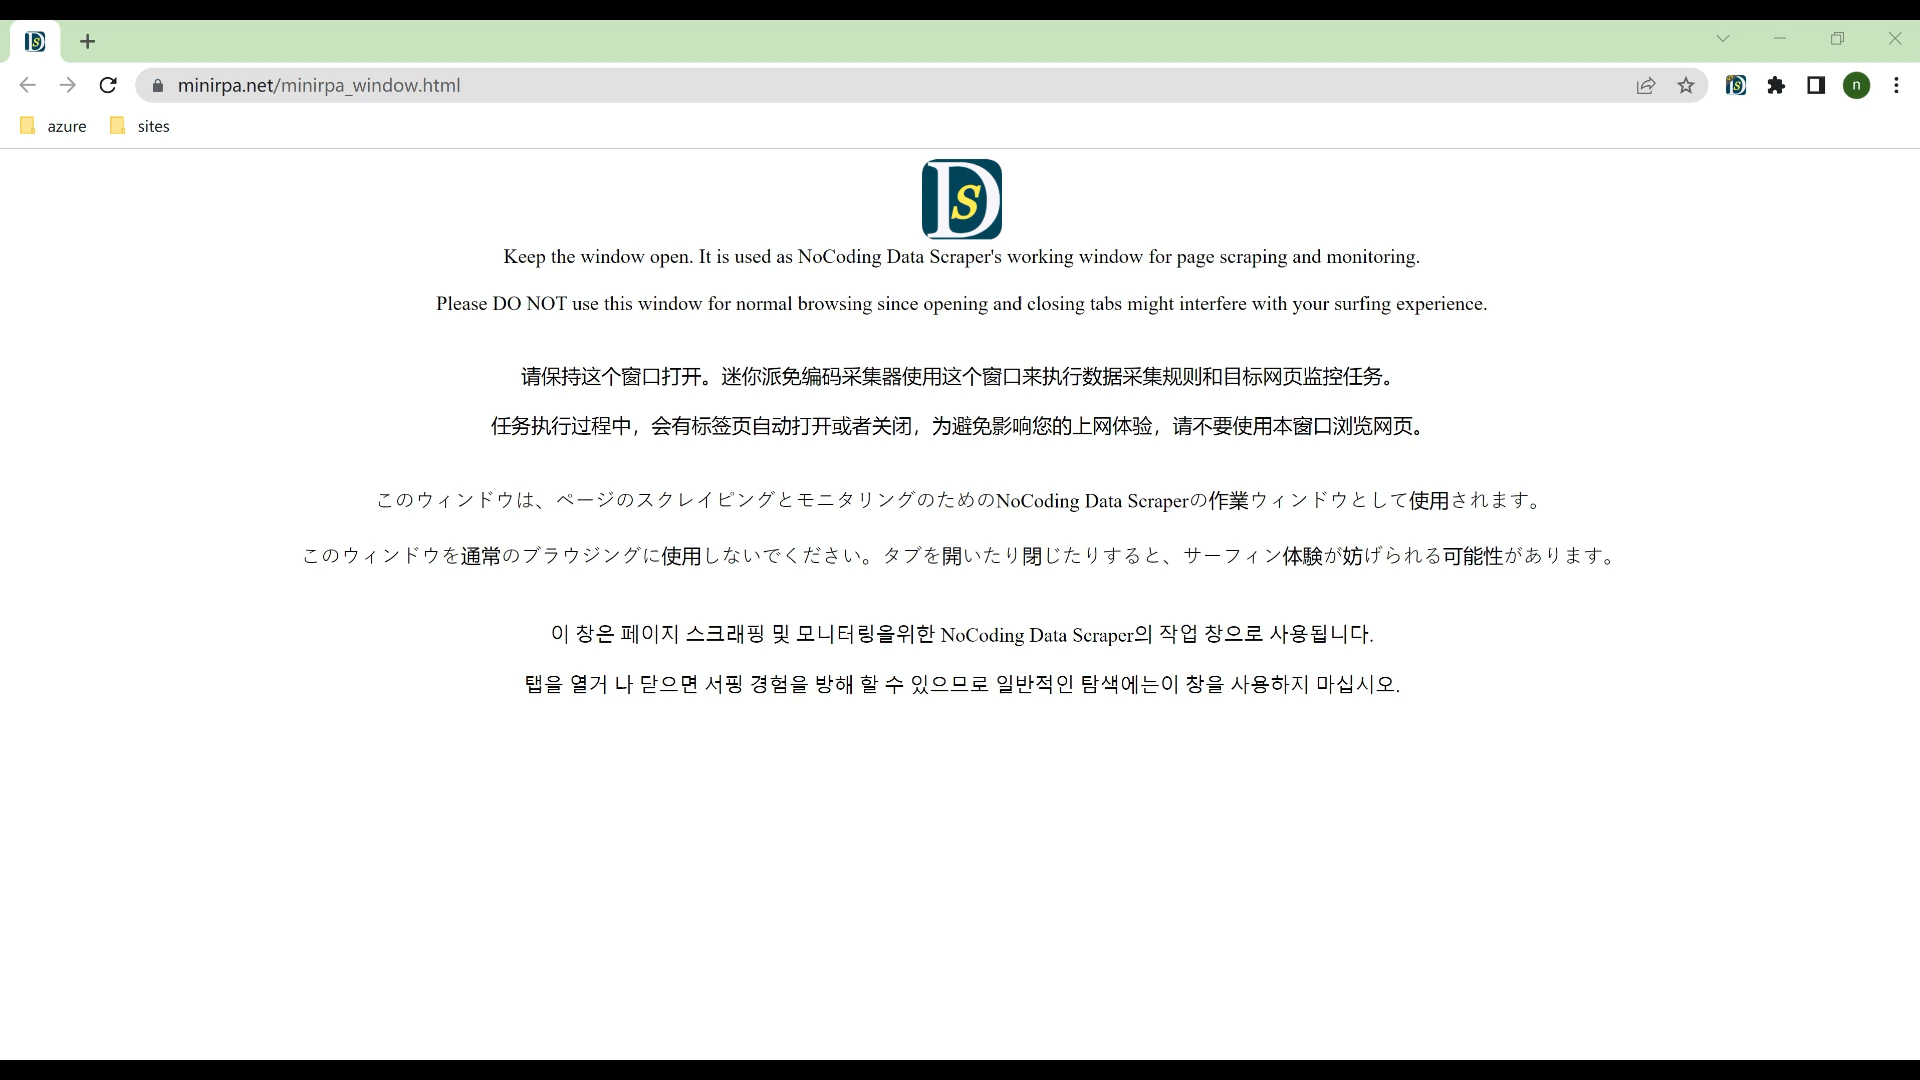 minirpa.net/minirpa_window.html
n
azure
sites
DS
Keep the window open. It is used as NoCoding Data Scraper's working window for page scraping and monitoring.
Please DO NOT use this window for normal browsing since opening and closing tabs might interfere with your surfing experience.
请保持这个窗口打开。迷你派免编码采集器使用这个窗口来执行数据采集规则和目标网页监控任务。
任务执行过程中，会有标签页自动打开或者关闭，为避免影响您的上网体验，请不要使用本窗口浏览网页。
このウィンドウは、ページのスクレイピングとモニタリングのためのNoCoding Data Scraperの作業ウィンドウとして使用されます。
このウィンドウを通常のブラウジングに使用しないでください。タブを開いたり閉じたりすると、サーフィン体験が妨げられる可能性があります。
이 창은 페이지 스크래핑 및 모니터링을위한 NoCoding Data Scraper의 작업 창으로 사용됩니다.
탭을 열거 나 닫으면 서핑 경험을 방해 할 수 있으므로 일반적인 탐색에는이 창을 사용하지 마십시오.